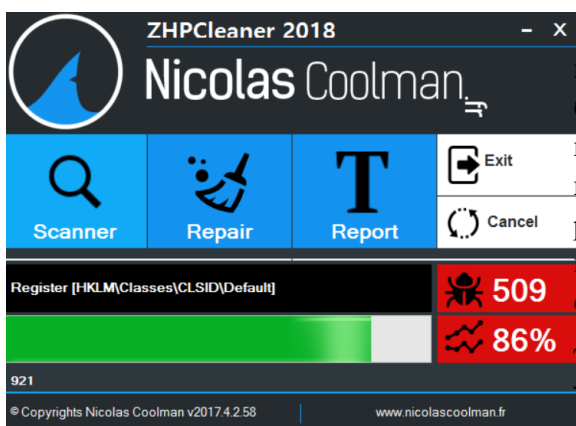 ZHPCleaner 2018
Nicolas Coolman.fr
Scanner
Repair
Report
Exit
Cancel
Register [HKLM\Classes\CLSID\Default]
509
86%
921
© Copyrights Nicolas Coolman v2017.4.2.58
www.nicolascoolman.fr